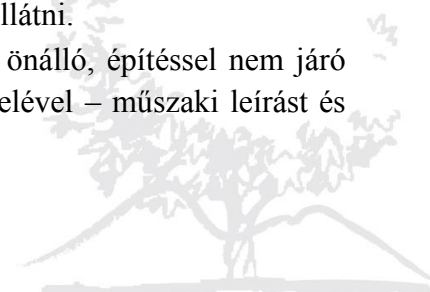 llátni.
önálló, építéssel nem járó
elével – műszaki leírást és